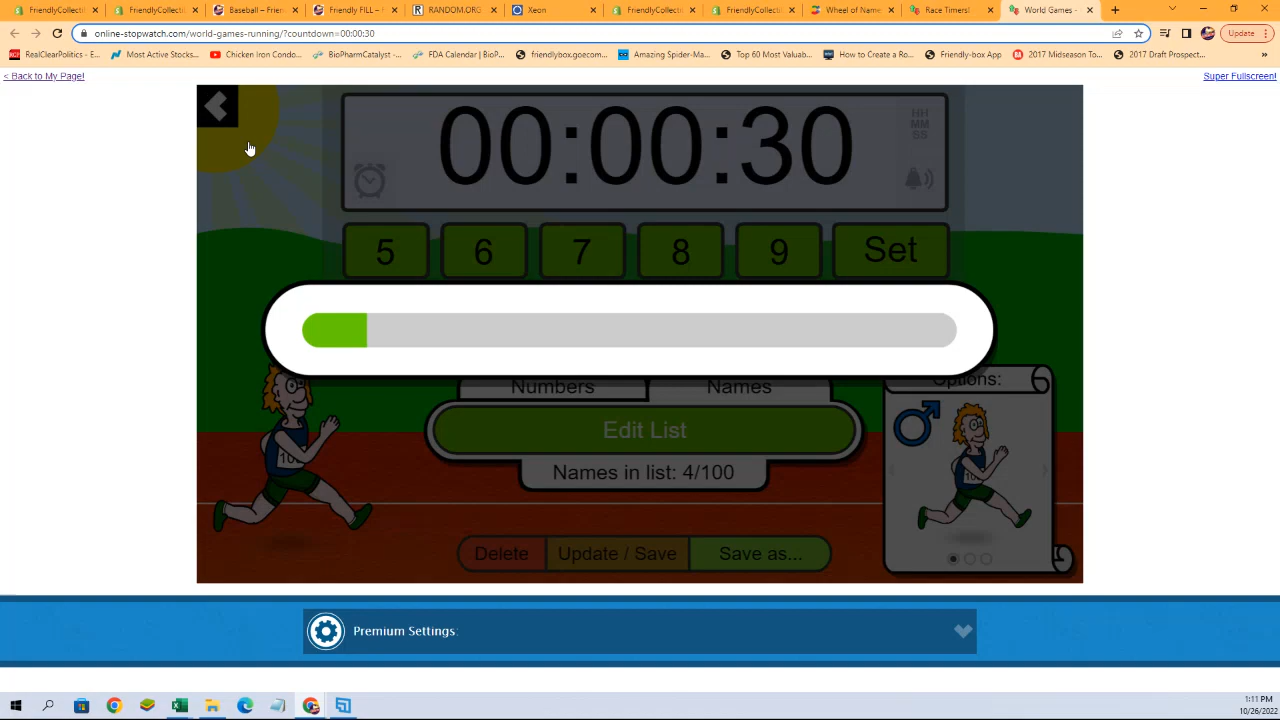 FriendlyCollectib FriendlyCollecti Baseball – Frien Friendly FILL – F RANDOM.ORG Xeon FriendlyCollecti FriendlyCollecti Wheel of Name Race Timers! World Games -
online-stopwatch.com/world-games-running/?countdown=00:00:30 Update
RealClearPolitics - E... Most Active Stocks... Chicken Iron Condo... BioPharmCatalyst -... FDA Calendar | BioP... friendlybox.goecom... Amazing Spider-Ma... Top 60 Most Valuab... How to Create a Ro... Friendly-box App 2017 Midseason To... 2017 Draft Prospect... »
< Back to My Page! Super Fullscreen!
00:00:30
HH
MM
SS
5 6 7 8 9 Set
Numbers Names Options:
Edit List
Names in list: 4/100
Delete Update / Save Save as...
Premium Settings:
1:11 PM
10/26/2022